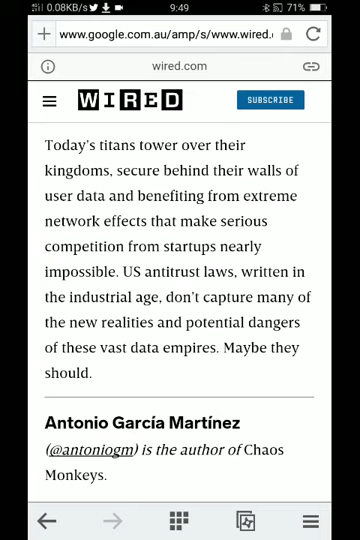 0.08KB/s 9:49 71%
www.google.com.au/amp/s/www.wired.
wired.com
WIRED SUBSCRIBE
Today's titans tower over their
kingdoms, secure behind their walls of
user data and benefiting from extreme
network effects that make serious
competition from startups nearly
impossible. US antitrust laws, written in
the industrial age, don't capture many of
the new realities and potential dangers
of these vast data empires. Maybe they
should.
Antonio García Martínez
(@antoniogm) is the author of Chaos
Monkeys.